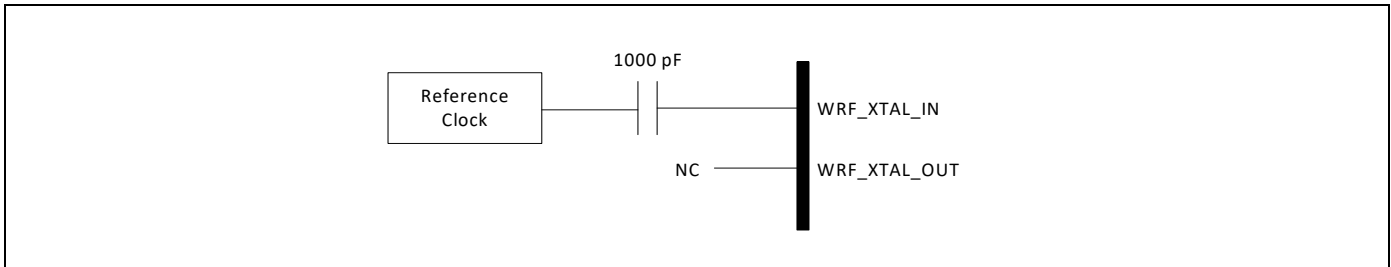 1000 pF
Reference
Clock
WRF_XTAL_IN
NC
WRF_XTAL_OUT